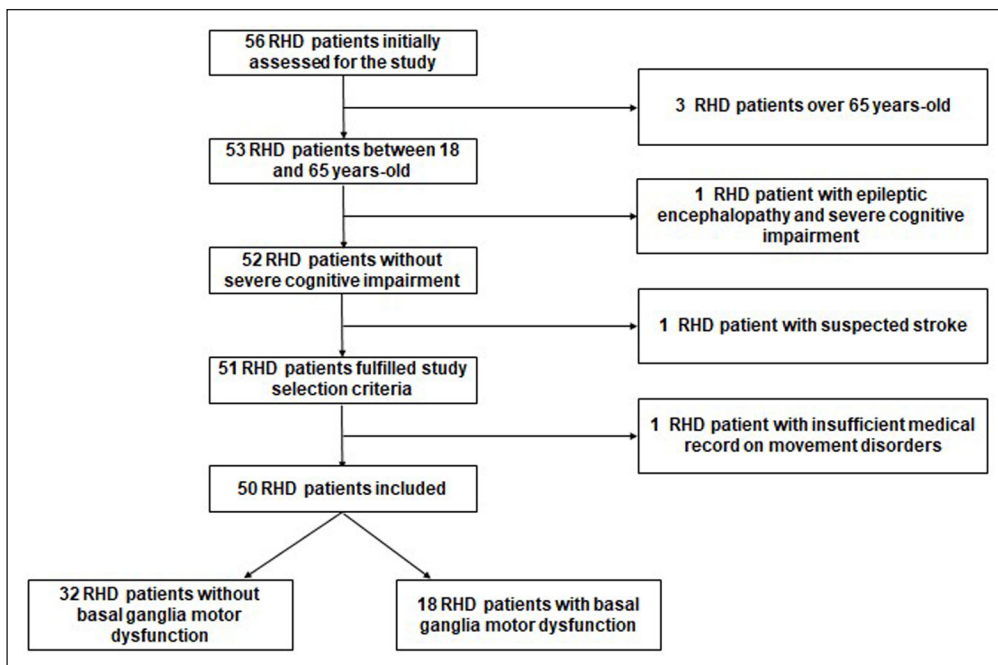 56 RHD patients initially
assessed for the study
3 RHD patients over 65 years-old
53 RHD patients between 18
and 65 years-old
1 RHD patient with epileptic
encephalopathy and severe cognitive
impairment
52 RHD patients without
severe cognitive impairment
1 RHD patient with suspected stroke
51 RHD patients fulfilled study
selection criteria
1 RHD patient with insufficient medical
record on movement disorders
50 RHD patients included
32 RHD patients without
basal ganglia motor
dysfunction
18 RHD patients with basal
ganglia motor dysfunction